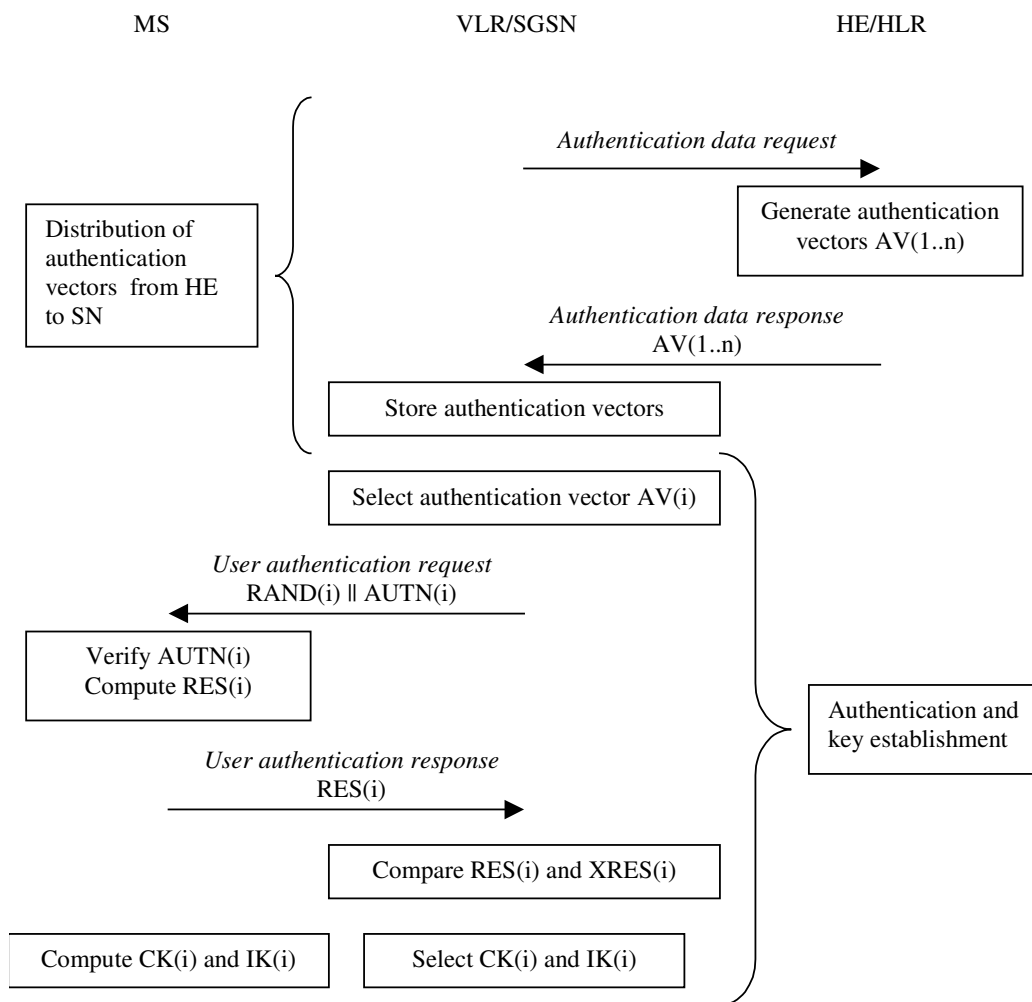 MS
VLR/SGSN
HE/HLR
Authentication data request
Generate authentication
vectors AV(1..n)
Distribution of
authentication
vectors from HE
to SN
Authentication data response
AV(1..n)
Store authentication vectors
Select authentication vector AV(i)
User authentication request
RAND(i) || AUTN(i)
Verify AUTN(i)
Compute RES(i)
Authentication and
key establishment
User authentication response
RES(i)
Compare RES(i) and XRES(i)
Compute CK(i) and IK(i)
Select CK(i) and IK(i)